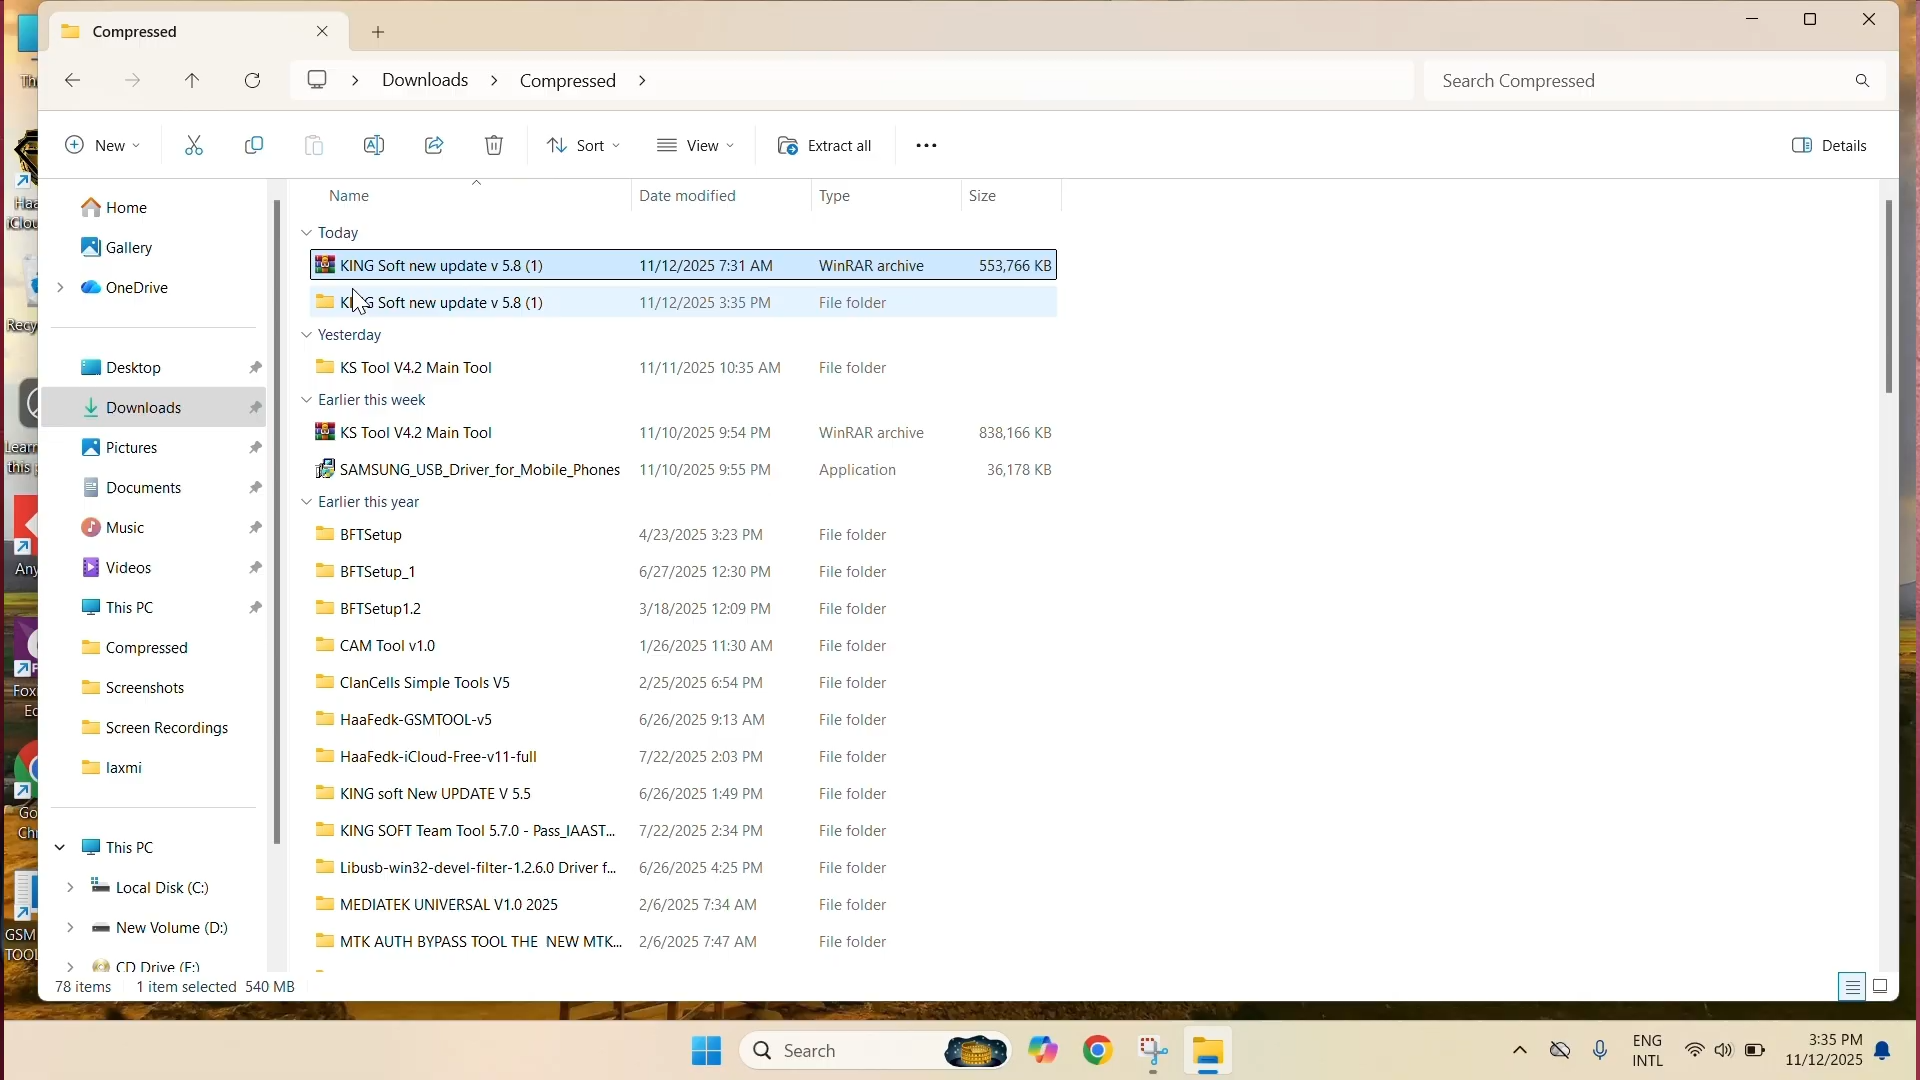 Compressed
Downloads
Compressed
Search Compressed
New
Sort
View
Extract all
Details
Name
Date modified
Type
Size
Home
Gallery
OneDrive
Desktop
Downloads
Pictures
Documents
Music
Videos
This PC
Compressed
Screenshots
Screen Recordings
laxmi
This PC
Local Disk (C:)
New Volume (D:)
CD Drive (F:)
Today
KING Soft new update v 5.8 (1) 11/12/2025 7:31 AM WinRAR archive 553,766 KB
Soft new update v 5.8 (1) 11/12/2025 3:35 PM File folder
Yesterday
KS Tool V4.2 Main Tool 11/11/2025 10:35 AM File folder
Earlier this week
KS Tool V4.2 Main Tool 11/10/2025 9:54 PM WinRAR archive 838,166 KB
SAMSUNG_USB_Driver_for_Mobile_Phones 11/10/2025 9:55 PM Application 36,178 KB
Earlier this year
BFTSetup 4/23/2025 3:23 PM File folder
BFTSetup_1 6/27/2025 12:30 PM File folder
BFTSetup1.2 3/18/2025 12:09 PM File folder
CAM Tool v1.0 1/26/2025 11:30 AM File folder
ClanCells Simple Tools V5 2/25/2025 6:54 PM File folder
HaaFedk-GSMTOOL-v5 6/26/2025 9:13 AM File folder
HaaFedk-iCloud-Free-v11-full 7/22/2025 2:03 PM File folder
KING soft New UPDATE V 5.5 6/26/2025 1:49 PM File folder
KING SOFT Team Tool 5.7.0 - Pass_IAAST... 7/22/2025 2:34 PM File folder
Libusb-win32-devel-filter-1.2.6.0 Driver f... 6/26/2025 4:25 PM File folder
MEDIATEK UNIVERSAL V1.0 2025 2/6/2025 7:34 AM File folder
MTK AUTH BYPASS TOOL THE NEW MTK... 2/6/2025 7:47 AM File folder
78 items 1 item selected 540 MB
Search
ENG
INTL
3:35 PM
11/12/2025